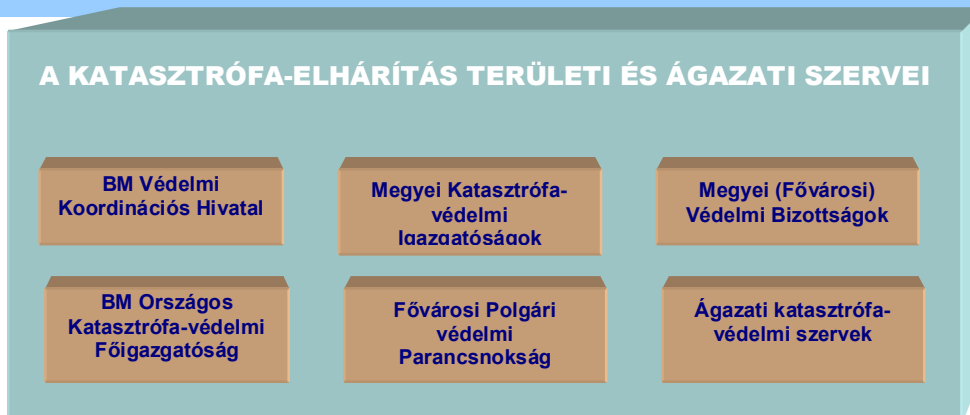 A KATASZTRÓFA-ELHÁRÍTÁS TERÜLETI ÉS ÁGAZATI SZERVEI
BM Védelmi
Koordinációs Hivatal
Megyei Katasztrófa-
védelmi
Igazgatóságok
Megyei (Fővárosi)
Védelmi Bizottságok
BM Országos
Katasztrófa-védelmi
Főigazgatóság
Fővárosi Polgári
védelmi
Parancsnokság
Ágazati katasztrófa-
védelmi szervek